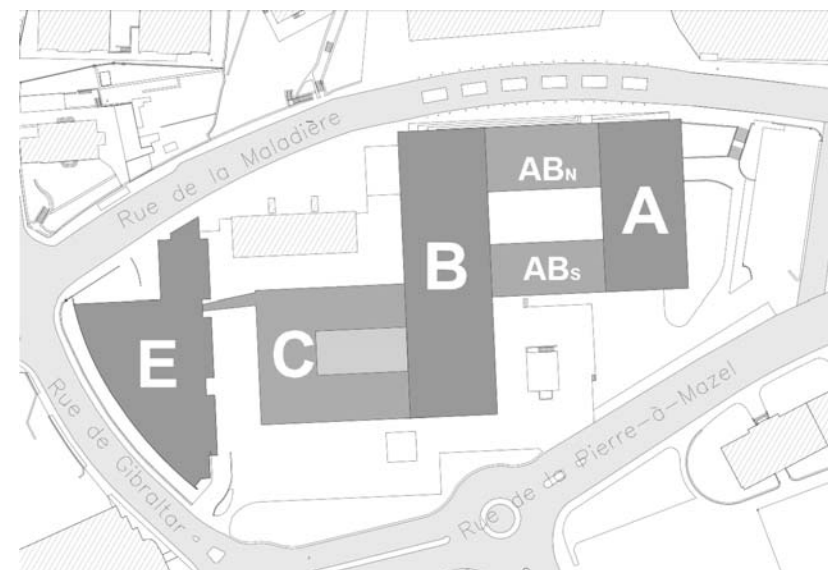 Rue de la Maladière
AB N
A
B
AB S
C
E
Rue de Gibraltar
Rue de la Pierre-à-Mazel